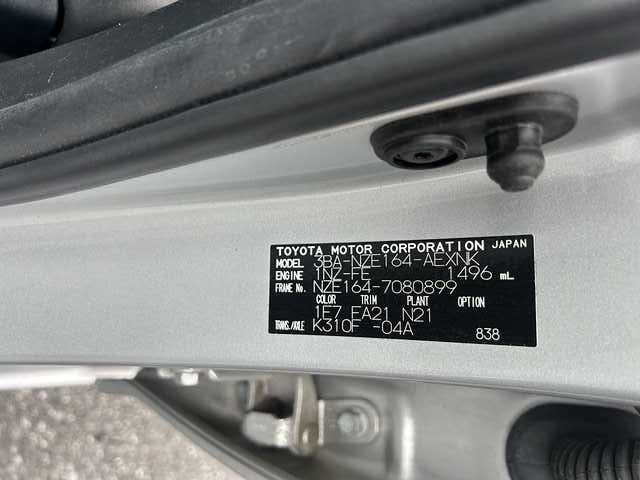 TOYOTA MOTOR CORPORATION JAPAN
MODEL 3BA-NZE164-AEXNK
ENGINE 1NZ-FE 1496 mL
FRAME No. NZE164-7080899
COLOR TRIM PLANT OPTION
1E7 EA21 N21
TRANS./AXLE K310F -04A 838